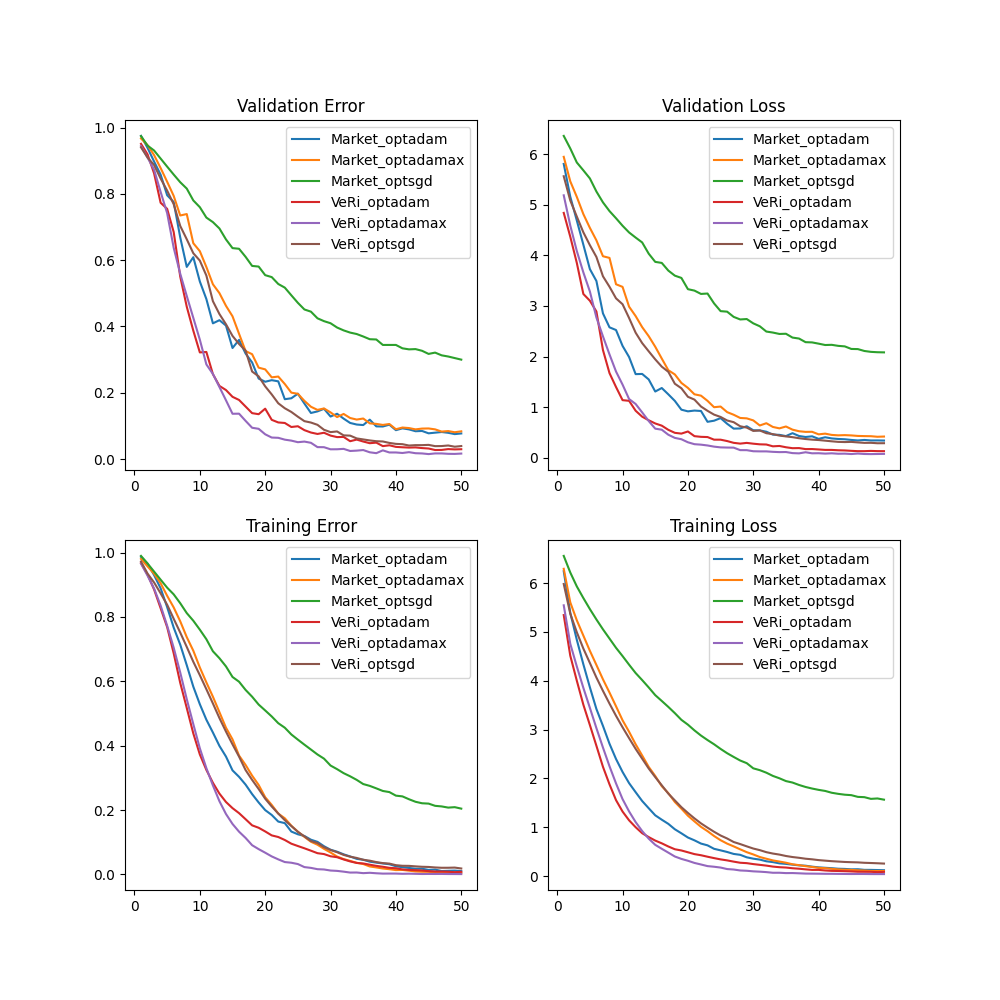 Validation Error
1.0
0.8
0.6
0.4
0.2
0.0
Market_optadam
Market_optadamax
Market_optsgd
VeRi_optadam
VeRi_optadamax
VeRi_optsgd
0 10 20 30 40 50
Validation Loss
6
5
4
3
2
1
0
Market_optadam
Market_optadamax
Market_optsgd
VeRi_optadam
VeRi_optadamax
VeRi_optsgd
0 10 20 30 40 50
Training Error
1.0
0.8
0.6
0.4
0.2
0.0
Market_optadam
Market_optadamax
Market_optsgd
VeRi_optadam
VeRi_optadamax
VeRi_optsgd
0 10 20 30 40 50
Training Loss
6
5
4
3
2
1
0
Market_optadam
Market_optadamax
Market_optsgd
VeRi_optadam
VeRi_optadamax
VeRi_optsgd
0 10 20 30 40 50